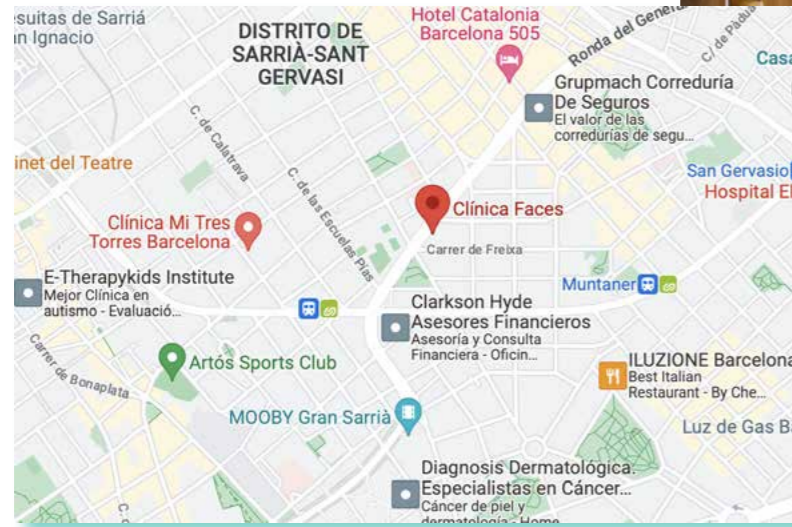 esuitas de Sarriá
n Ignacio
DISTRITO DE
SARRIÀ-SANT
GERVASI
Hotel Catalonia
Barcelona 505
Ronda del General
C/ de Pàdua
Casa
Grupmach Correduría
De Seguros
El valor de las
corredurías de segu...
C. de Calatrava
inet del Teatre
C. de las Escuelas Pías
San Gervasio
Hospital El
Clínica Mi Tres
Torres Barcelona
Clínica Faces
Carrer de Freixa
E-Therapykids Institute
Mejor Clínica en
autismo - Evaluació...
Muntaner
Clarkson Hyde
Asesores Financieros
Asesoría y Consulta
Financiera - Oficin...
Carrer de Bonaplata
Artós Sports Club
ILUZIONE Barcelona
Best Italian
Restaurant - By Che...
MOOBY Gran Sarrià
Luz de Gas B
Diagnosis Dermatológica.
Especialistas en Cáncer...
Cáncer de piel y
dermatología - Home
C.